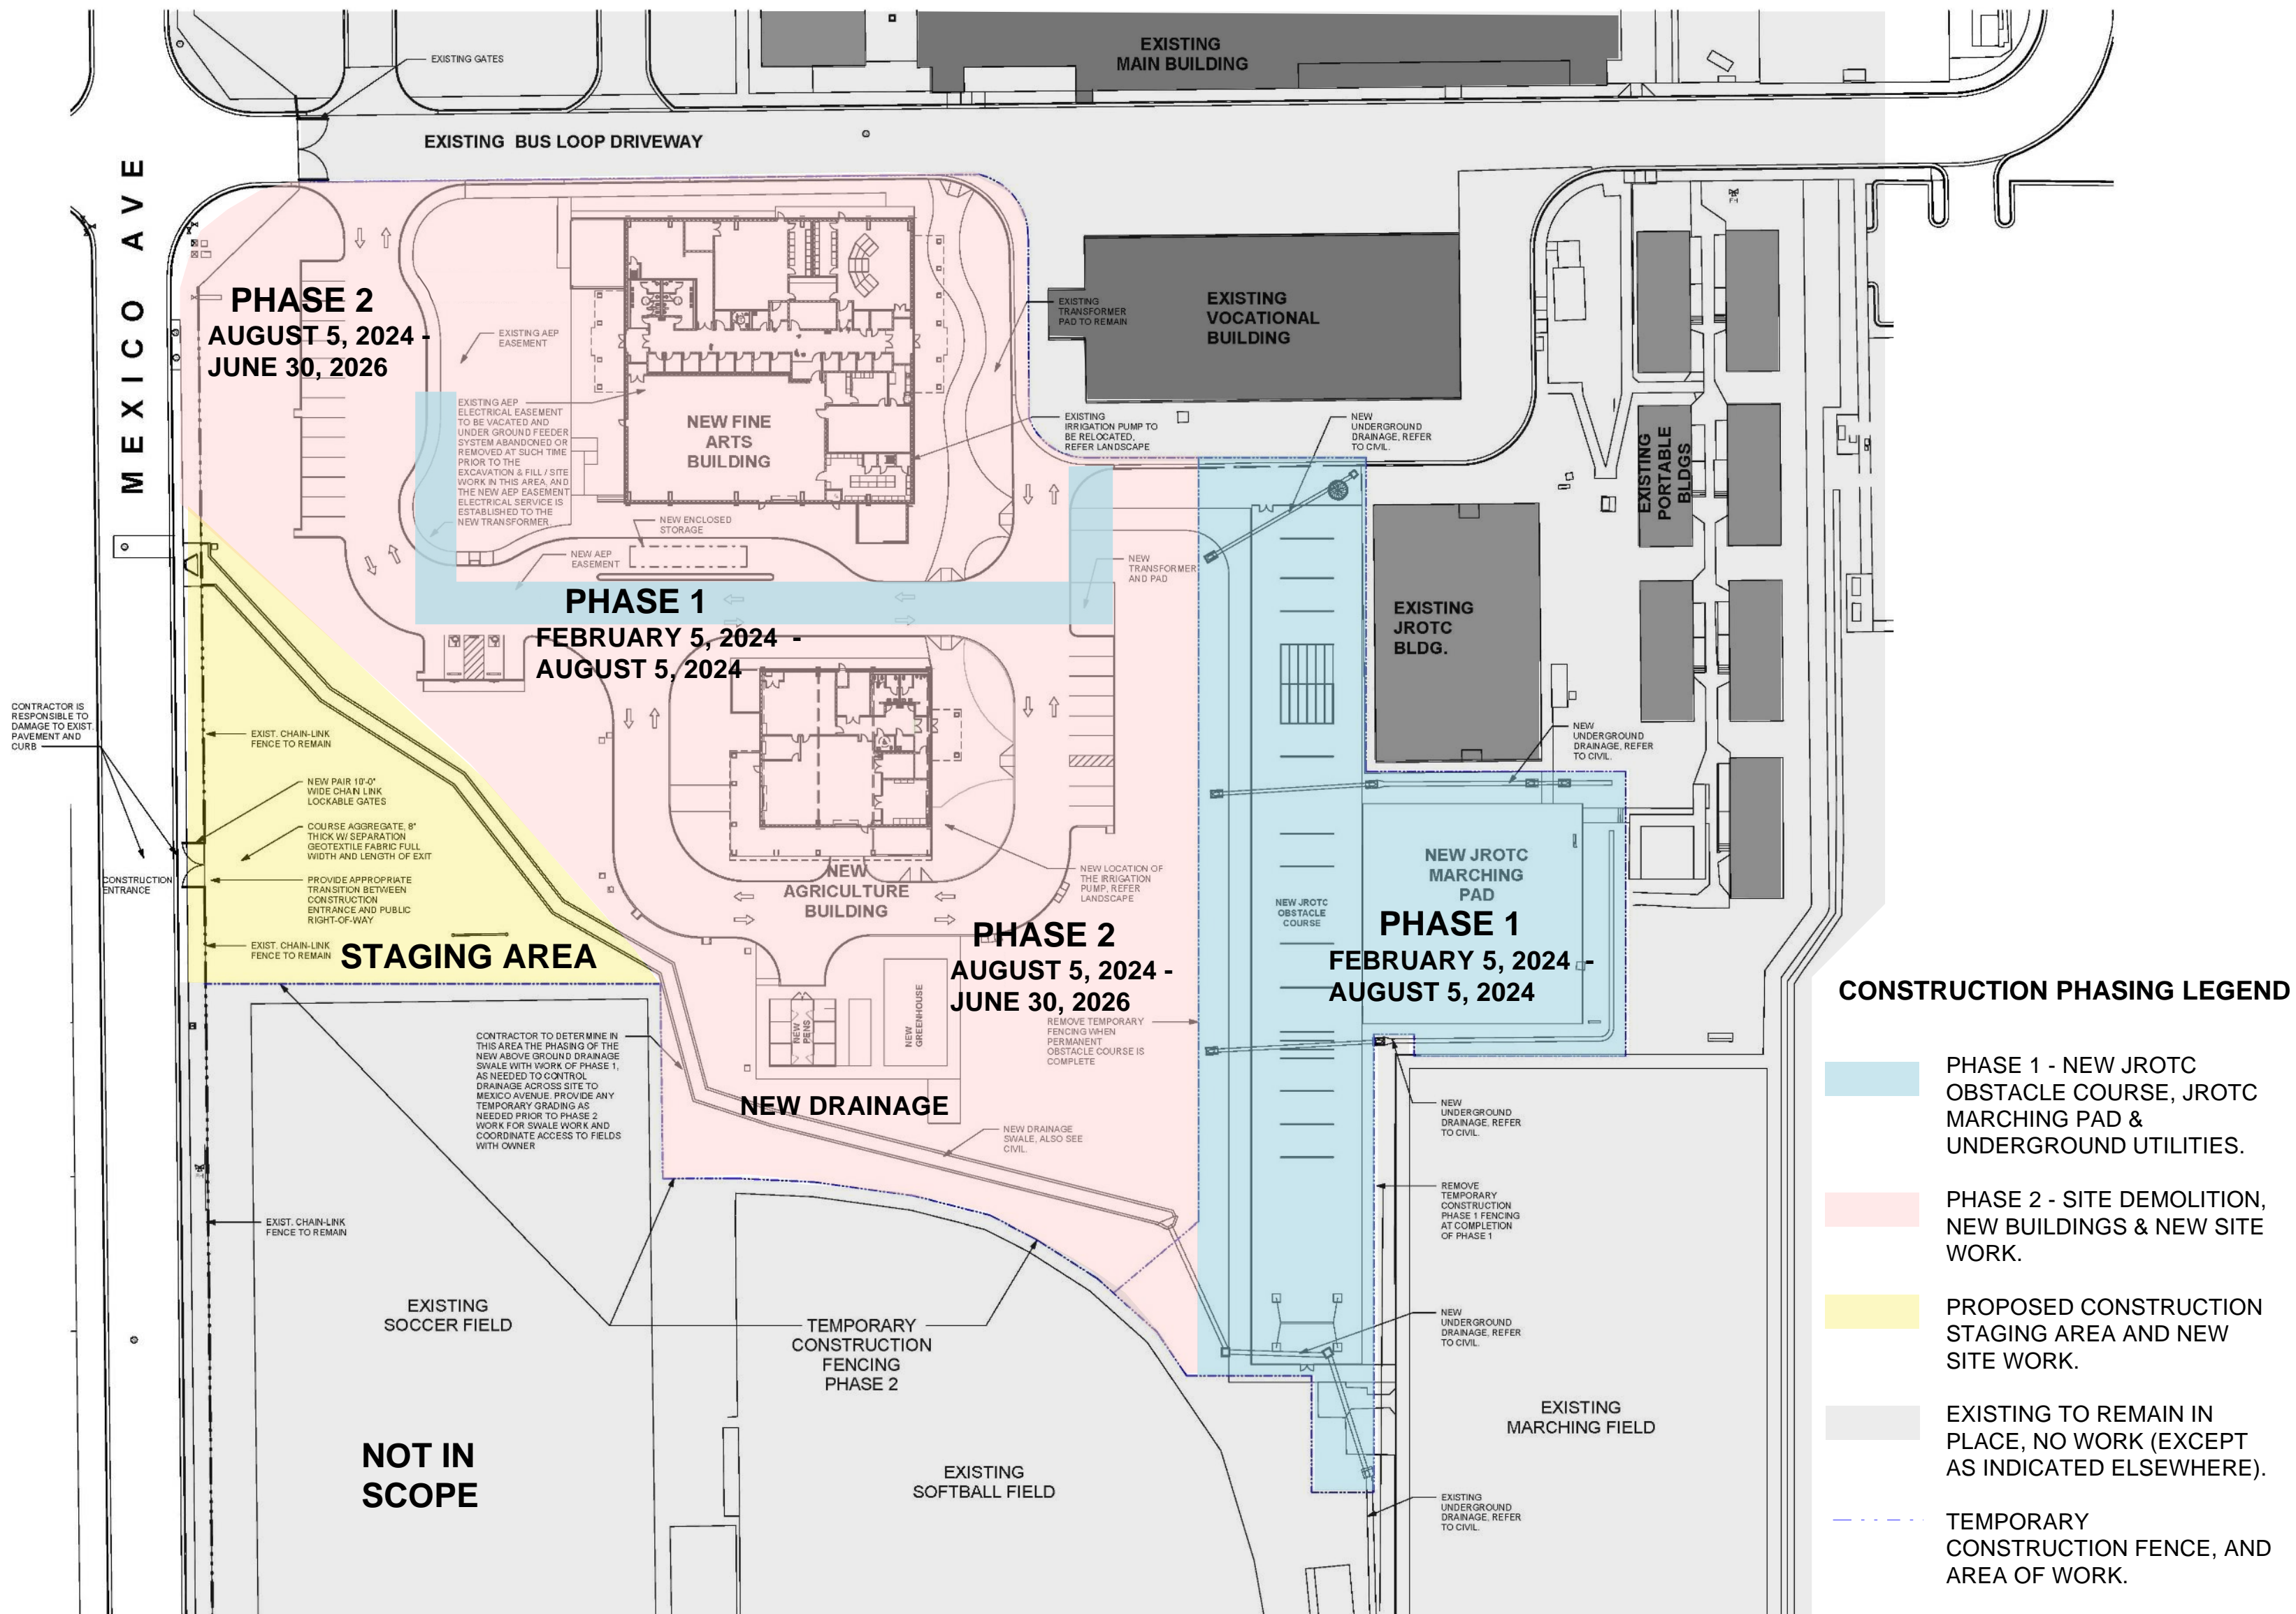 EXISTING
MAIN BUILDING
EXISTING GATES
EXISTING BUS LOOP DRIVEWAY
MEXICO AVE
PHASE 2
AUGUST 5, 2024 -
JUNE 30, 2026
EXISTING AEP
EASEMENT
EXISTING AEP
ELECTRICAL EASEMENT
TO BE VACATED AND
UNDER GROUND FEEDER
SYSTEM ABANDONED OR
REMOVED AT SUCH TIME
PRIOR TO THE
EXCAVATION & FILL / SITE
WORK IN THIS AREA, AND
THE NEW AEP EASEMENT
ELECTRICAL SERVICE IS
ESTABLISHED TO THE
NEW TRANSFORMER.
NEW FINE
ARTS
BUILDING
NEW ENCLOSED
STORAGE
NEW AEP
EASEMENT
EXISTING
TRANSFORMER
PAD TO REMAIN
EXISTING
VOCATIONAL
BUILDING
EXISTING
IRRIGATION PUMP TO
BE RELOCATED,
REFER LANDSCAPE
NEW
UNDERGROUND
DRAINAGE, REFER
TO CIVIL.
FH
EXISTING
PORTABLE
BLDGS
NEW
TRANSFORMER
AND PAD
PHASE 1
FEBRUARY 5, 2024 -
AUGUST 5, 2024
EXISTING
JROTC
BLDG.
NEW
UNDERGROUND
DRAINAGE, REFER
TO CIVIL.
CONTRACTOR IS
RESPONSIBLE TO
DAMAGE TO EXIST.
PAVEMENT AND
CURB
EXIST. CHAIN-LINK
FENCE TO REMAIN
NEW PAIR 10'-0"
WIDE CHAIN LINK
LOCKABLE GATES
COURSE AGGREGATE, 8"
THICK W/ SEPARATION
GEOTEXTILE FABRIC FULL
WIDTH AND LENGTH OF EXIT
CONSTRUCTION
ENTRANCE
PROVIDE APPROPRIATE
TRANSITION BETWEEN
CONSTRUCTION
ENTRANCE AND PUBLIC
RIGHT-OF-WAY
EXIST. CHAIN-LINK
FENCE TO REMAIN
STAGING AREA
NEW
AGRICULTURE
BUILDING
NEW LOCATION OF
THE IRRIGATION
PUMP, REFER
LANDSCAPE
PHASE 2
AUGUST 5, 2024 -
JUNE 30, 2026
NEW JROTC
OBSTACLE
COURSE
NEW JROTC
MARCHING
PAD
PHASE 1
FEBRUARY 5, 2024 -
AUGUST 5, 2024
NEW
PENS
NEW
GREENHOUSE
REMOVE TEMPORARY
FENCING WHEN
PERMANENT
OBSTACLE COURSE IS
COMPLETE
CONTRACTOR TO DETERMINE IN
THIS AREA THE PHASING OF THE
NEW ABOVE GROUND DRAINAGE
SWALE WITH WORK OF PHASE 1,
AS NEEDED TO CONTROL
DRAINAGE ACROSS SITE TO
MEXICO AVENUE. PROVIDE ANY
TEMPORARY GRADING AS
NEEDED PRIOR TO PHASE 2
WORK FOR SWALE WORK AND
COORDINATE ACCESS TO FIELDS
WITH OWNER
NEW DRAINAGE
NEW DRAINAGE
SWALE, ALSO SEE
CIVIL.
NEW
UNDERGROUND
DRAINAGE, REFER
TO CIVIL.
REMOVE
TEMPORARY
CONSTRUCTION
PHASE 1 FENCING
AT COMPLETION
OF PHASE 1
EXIST. CHAIN-LINK
FENCE TO REMAIN
EXISTING
SOCCER FIELD
TEMPORARY
CONSTRUCTION
FENCING
PHASE 2
NEW
UNDERGROUND
DRAINAGE, REFER
TO CIVIL.
NOT IN
SCOPE
EXISTING
SOFTBALL FIELD
EXISTING
MARCHING FIELD
EXISTING
UNDERGROUND
DRAINAGE, REFER
TO CIVIL.
CONSTRUCTION PHASING LEGEND
PHASE 1 - NEW JROTC
OBSTACLE COURSE, JROTC
MARCHING PAD &
UNDERGROUND UTILITIES.
PHASE 2 - SITE DEMOLITION,
NEW BUILDINGS & NEW SITE
WORK.
PROPOSED CONSTRUCTION
STAGING AREA AND NEW
SITE WORK.
EXISTING TO REMAIN IN
PLACE, NO WORK (EXCEPT
AS INDICATED ELSEWHERE).
TEMPORARY
CONSTRUCTION FENCE, AND
AREA OF WORK.